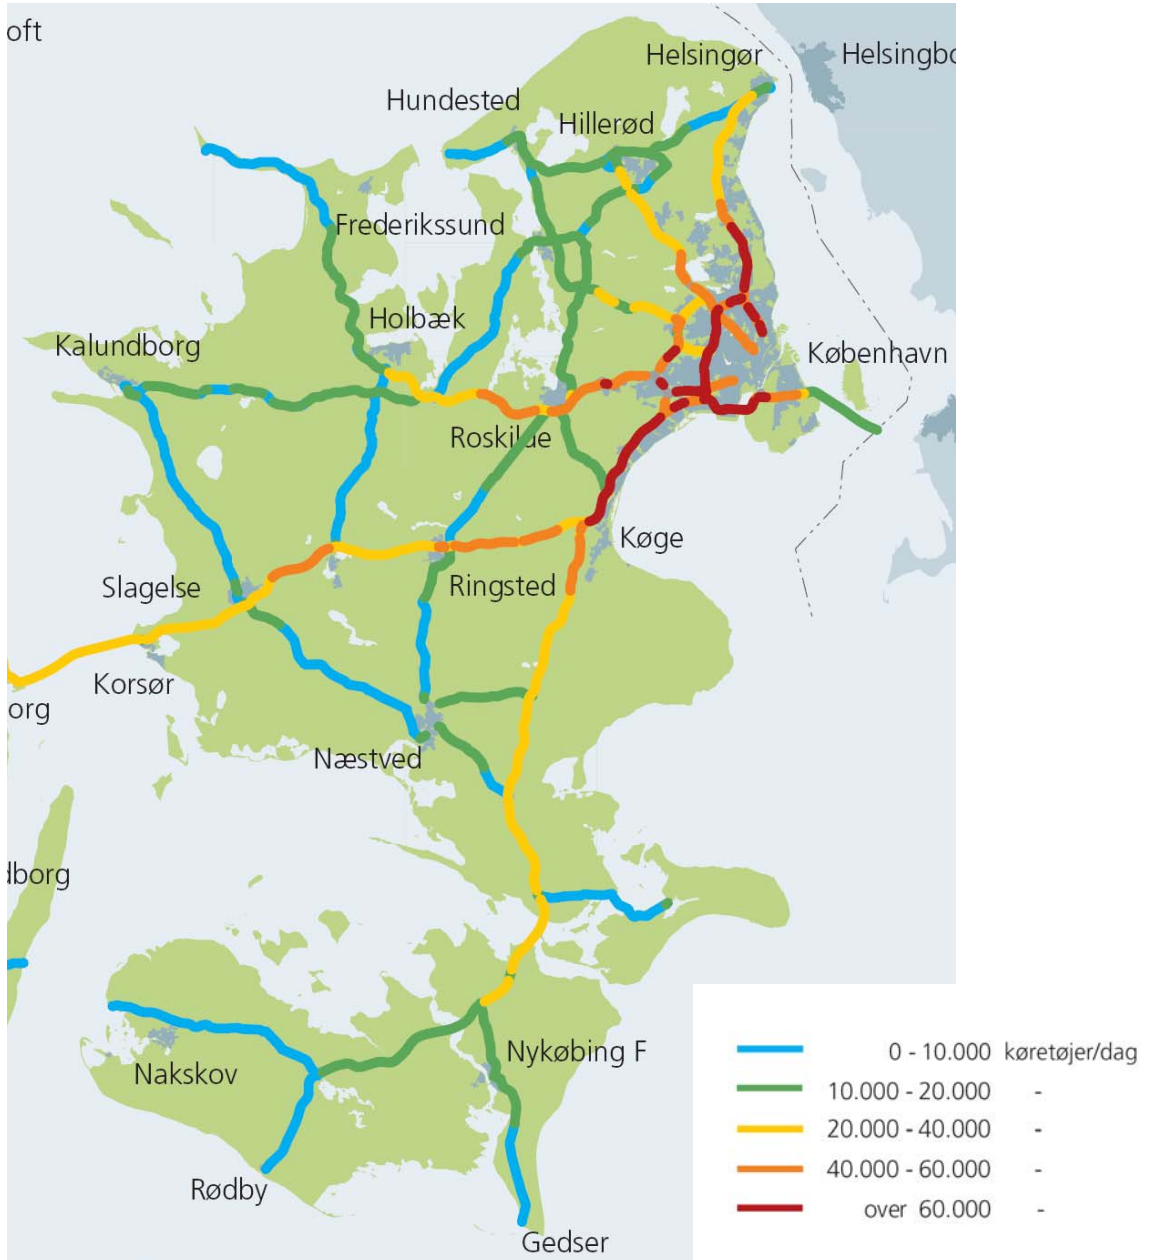 oft
Helsingør
Helsingbo
Hundested
Hillerød
Frederikssund
Holbæk
Kalundborg
København
Roskilde
Køge
Slagelse
Ringsted
Korsør
org
Næstved
dborg
Nykøbing F
Nakskov
Rødby
Gedser
0 - 10.000 køretøjer/dag
10.000 - 20.000 -
20.000 - 40.000 -
40.000 - 60.000 -
over 60.000 -